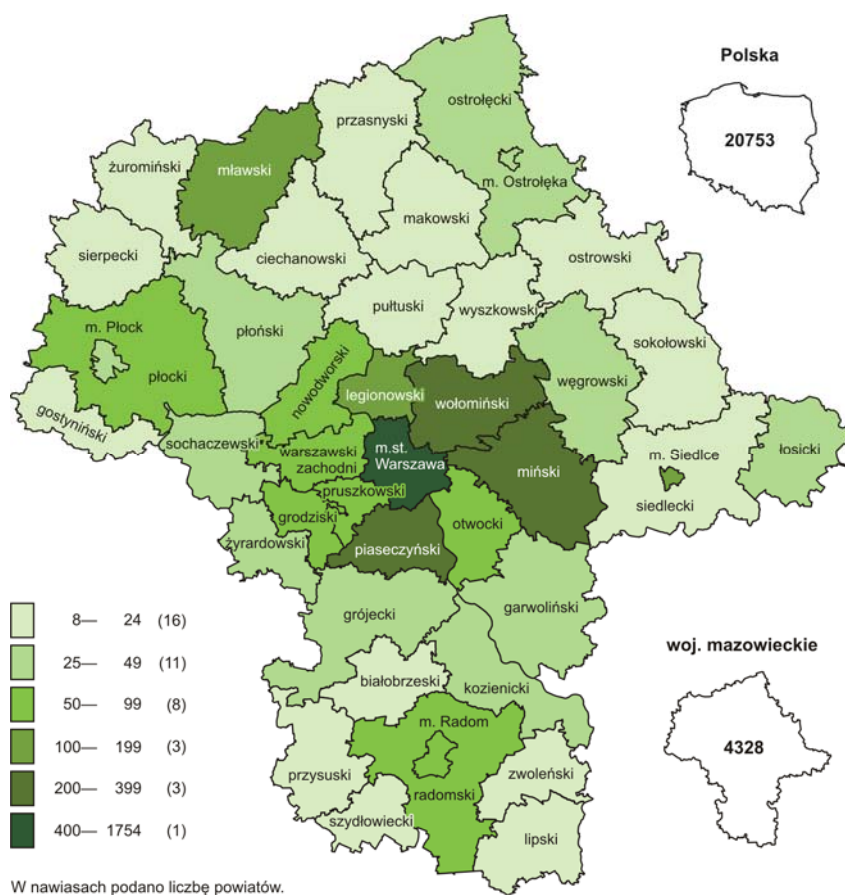 Polska
20753
ostrołęcki
przasnyski
żuromiński
mławski
m. Ostrołęka
makowski
sierpecki
ciechanowski
ostrowski
pułtuski
wyszkowski
m. Płock
płoński
sokołowski
płocki
nowodworski
legionowski
wołomiński
węgrowski
gostyniński
sochaczewski
warszawski
zachodni
m.st.
Warszawa
miński
m. Siedlce
łosicki
siedlecki
pruszkowski
grodziski
otwocki
żyrardowski
piaseczyński
garwoliński
grójecki
8— 24 (16)
25— 49 (11)
50— 99 (8)
100— 199 (3)
200— 399 (3)
400— 1754 (1)
białobrzeski
kozienicki
woj. mazowieckie
4328
m. Radom
przysuski
radomski
zwoleński
szydłowiecki
lipski
W nawiasach podano liczbę powiatów.